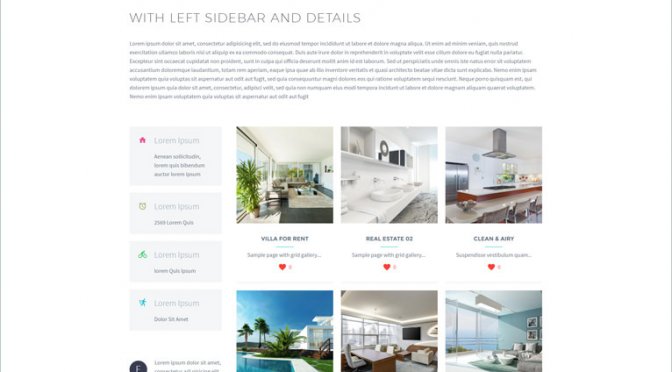 WITH LEFT SIDEBAR AND DETAILS
Lorem ipsum dolor sit amet, consectetur adipisicing elit, sed do eiusmod tempor incididunt ut labore et dolore magna aliqua. Ut enim ad minim veniam, quis nostrud
exercitation ullamco laboris nisi ut aliquip ex ea commodo consequat. Duis aute irure dolor in reprehenderit in voluptate velit esse cillum dolore eu fugiat nulla pariatur.
Excepteur sint occaecat cupidatat non proident, sunt in culpa qui officia deserunt mollit anim id est laborum. Sed ut perspiciatis unde omnis iste natus error
voluptatem accusantium doloremque laudantium, totam rem aperiam, eaque ipsa quae ab illo inventore veritatis et quasi architecto beatae vitae dicta sunt explicabo. Nemo enim ipsam
voluptatem quia voluptas sit aspernatur aut odit aut fugit, sed quia consequuntur magni dolores eos qui ratione voluptatem sequi nesciunt. Neque porro quisquam est, qui dolorem
ipsum quia dolor sit amet, consectetur, adipisci velit, sed quia non numquam eius modi tempora incidunt ut labore et dolore magnam aliquam quaerat voluptatem.
Nemo enim ipsam voluptatem quia voluptas sit aspernatur aut odit aut fugit
Lorem Ipsum
Aenean sollicitudin,
lorem quis bibendum
auctor lorem ipsum
Lorem Ipsum
2569 Lorem Quis
Lorem Ipsum
lorem Quis Ipsum
Lorem Ipsum
Dolor Sit Amet
VILLA FOR RENT
REAL ESTATE 02
CLEAN & AIRY
Sample page with grid gallery...
Sample page with grid gallery...
Suspendisse vestibulum quam...
Lorem ipsum dolor sit
amet, consectetur